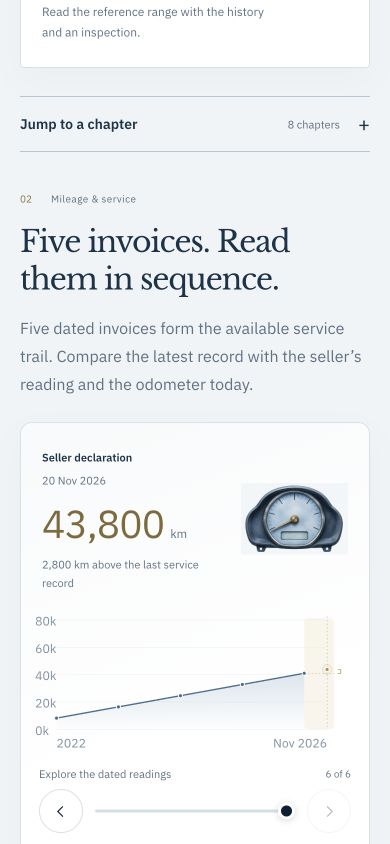 Read the reference range with the history
and an inspection.
Jump to a chapter 8 chapters +
02 Mileage & service
Five invoices. Read
them in sequence.
Five dated invoices form the available service
trail. Compare the latest record with the seller’s
reading and the odometer today.
Seller declaration
20 Nov 2026
43,800 km
2,800 km above the last service
record
80k
60k
40k
20k
0k
2022 Nov 2026
Explore the dated readings 6 of 6